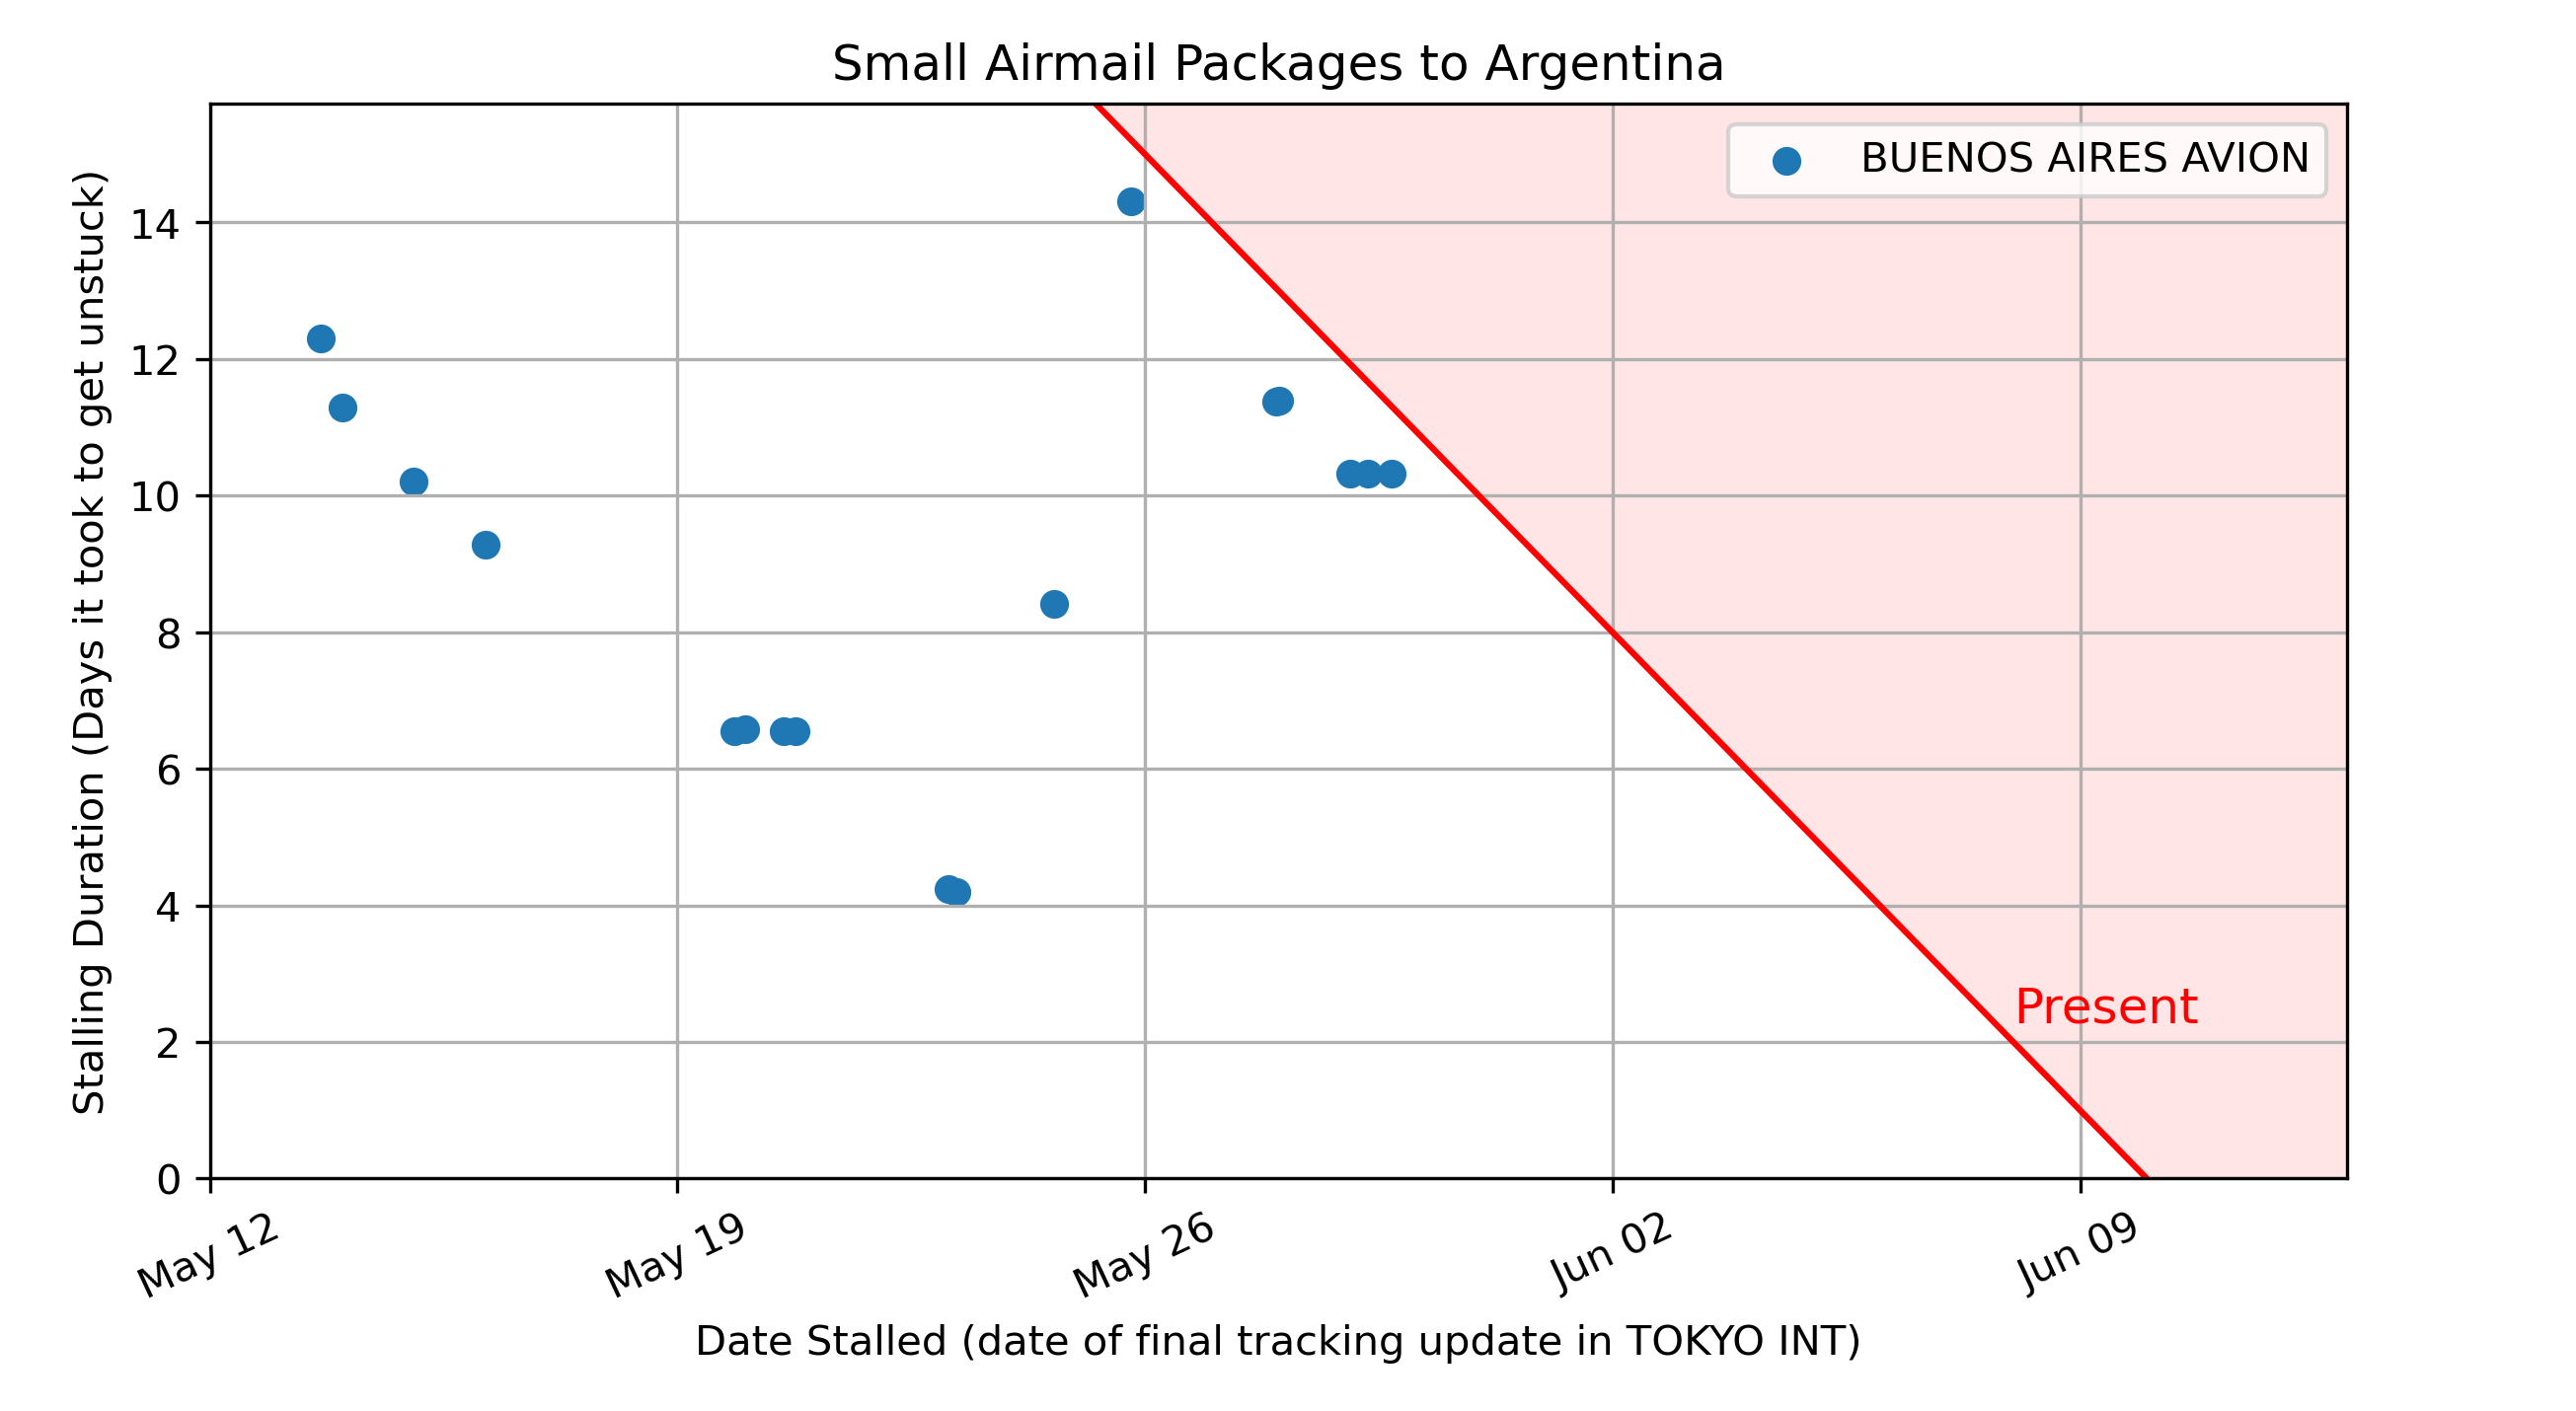 Small Airmail Packages to Argentina
BUENOS AIRES AVION
Stalling Duration (Days it took to get unstuck)
14
12
10
8
6
4
2
0
Present
May 12
May 19
May 26
Jun 02
Jun 09
Date Stalled (date of final tracking update in TOKYO INT)